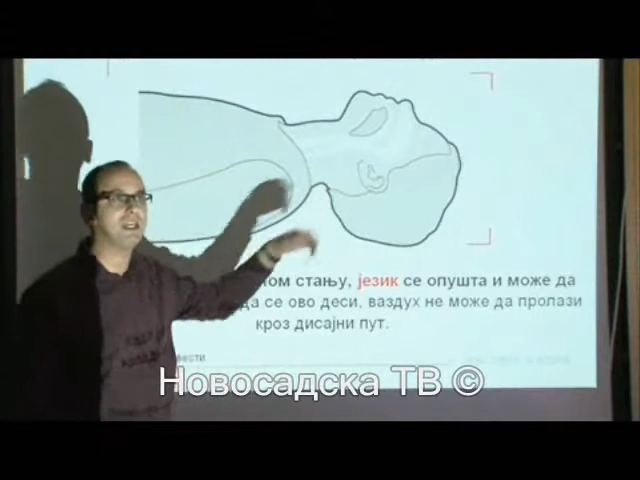 ном стању, језик се опушта и може да
да се ово деси, ваздух не може да пролази
кроз дисајни пут.
вести
Новосадска ТВ ©